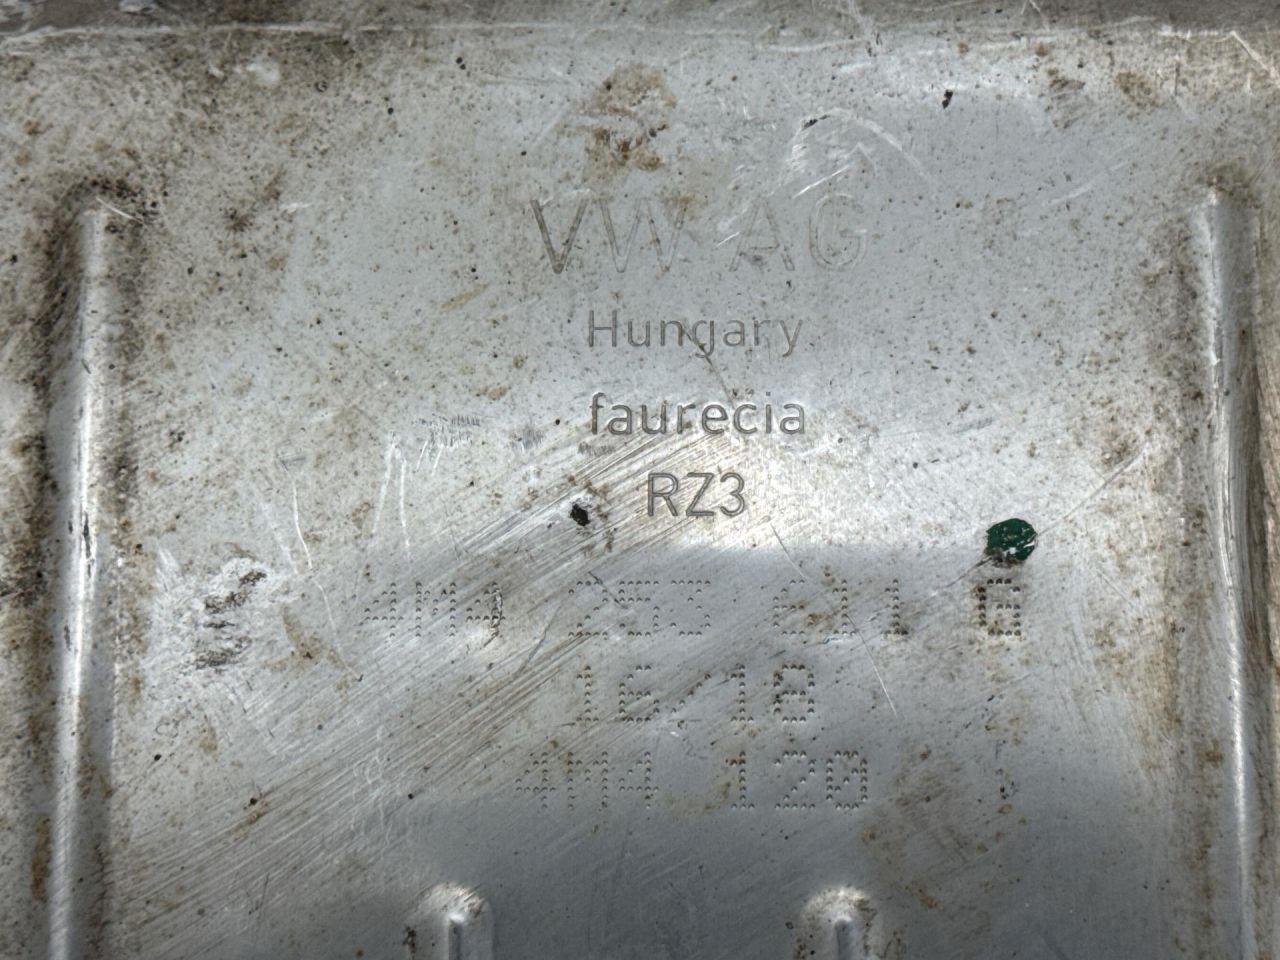 VW AG
Hungary
faurecia
RZ3
4M0 253 611 G
16/18
4M4 120